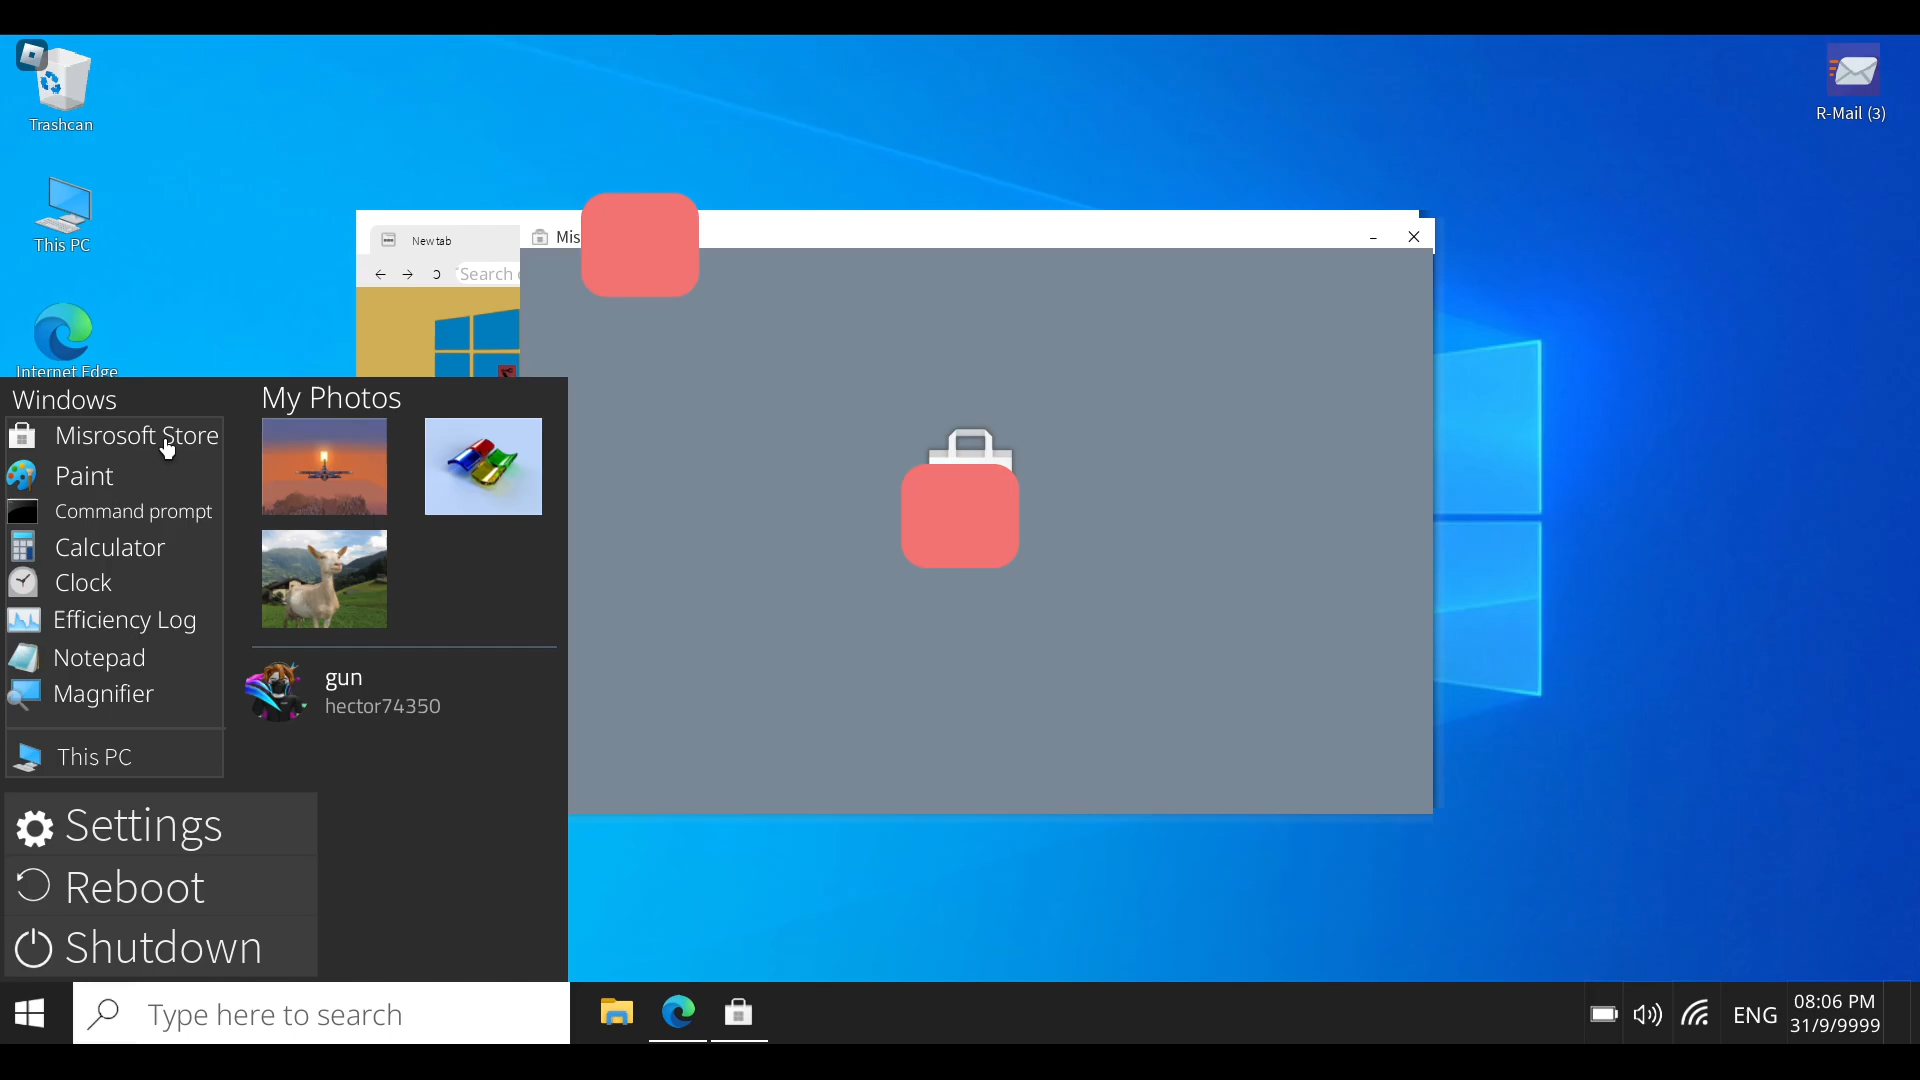 Trashcan
R-Mail (3)
This PC
New tab
Mis
Search
Internet Edge
Windows
Misrosoft Store
Paint
Command prompt
Calculator
Clock
Efficiency Log
Notepad
Magnifier
This PC
My Photos
gun
hector74350
Settings
Reboot
Shutdown
Type here to search
ENG
08:06 PM
31/9/9999